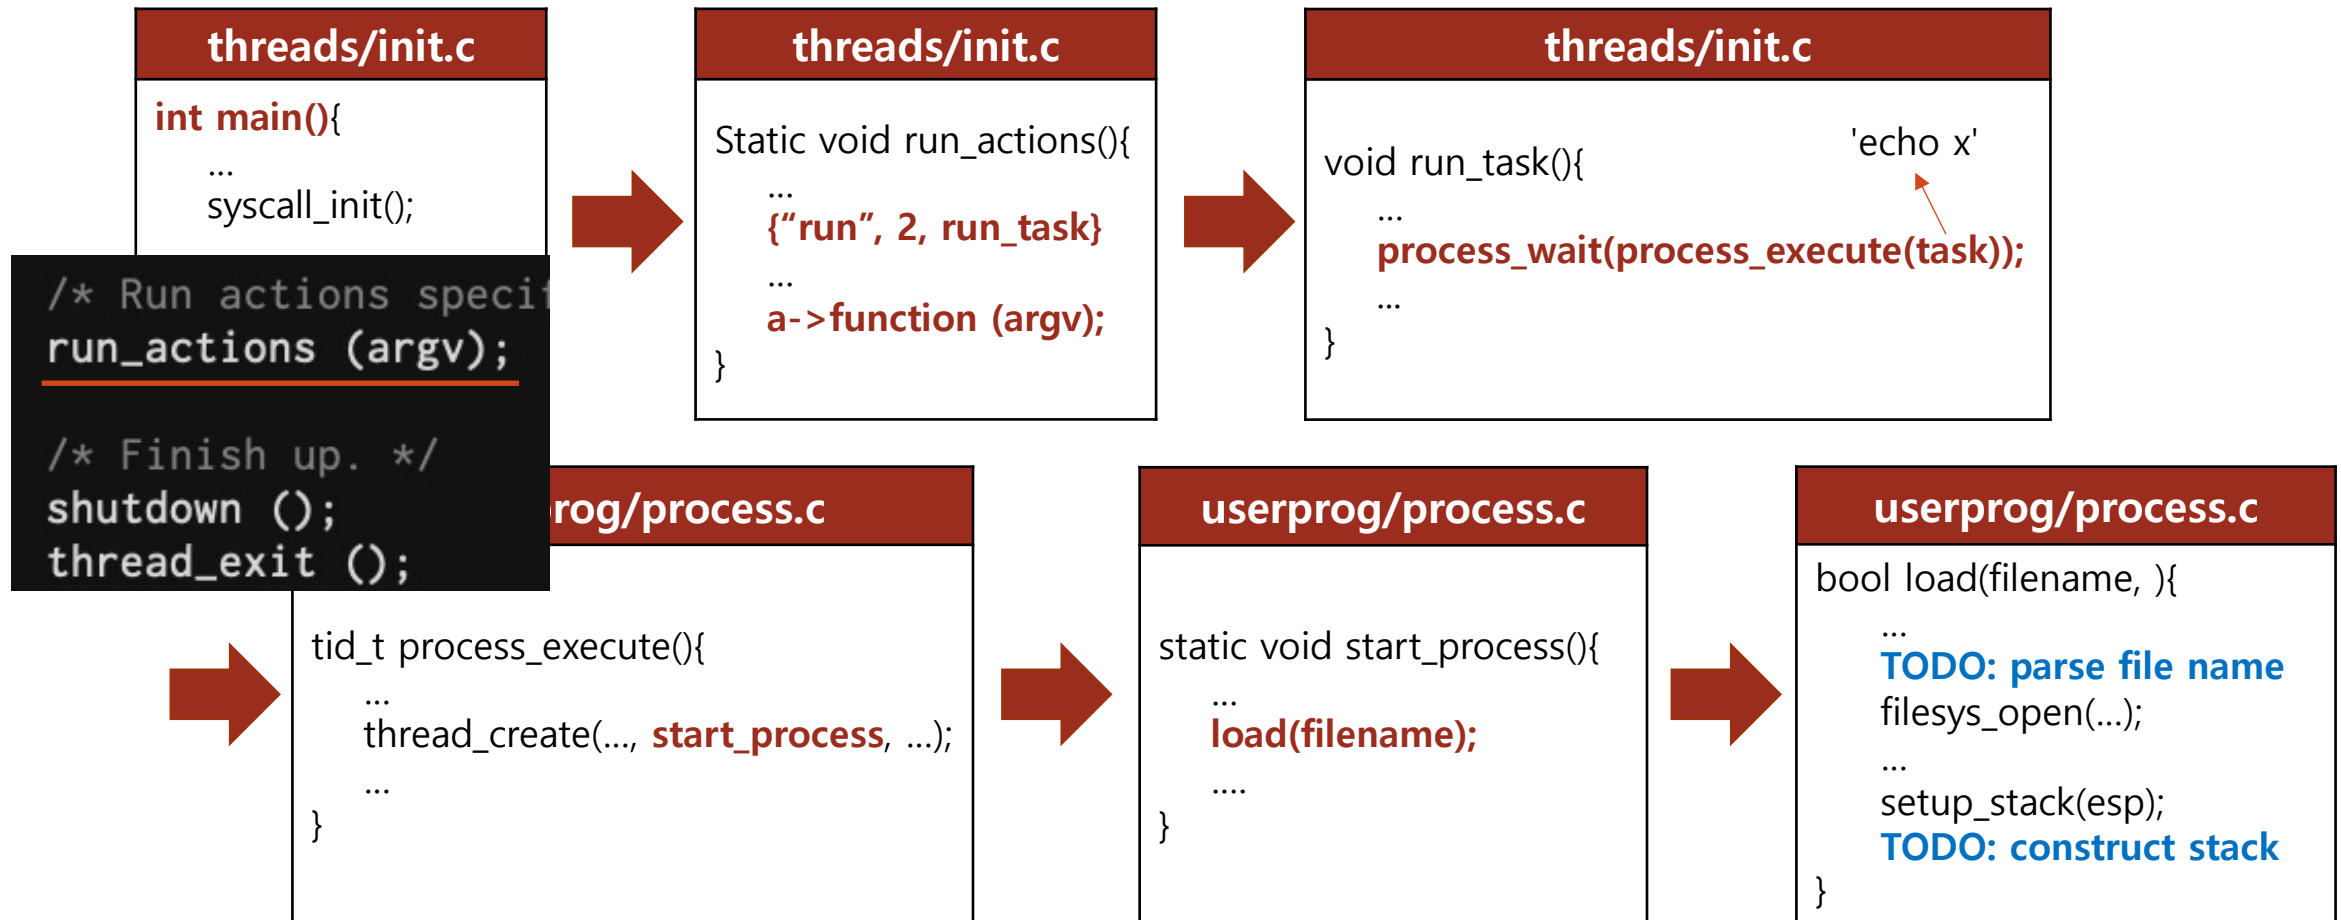 threads/init.c
int main(){
...
syscall_init();
/* Run actions specif
run_actions (argv);
/* Finish up. */
shutdown ();
thread_exit ();
threads/init.c
Static void run_actions(){
...
{“run”, 2, run_task}
...
a->function (argv);
}
threads/init.c
'echo x'
void run_task(){
...
process_wait(process_execute(task));
...
}
rog/process.c
tid_t process_execute(){
...
thread_create(..., start_process, ...);
...
}
userprog/process.c
static void start_process(){
...
load(filename);
....
}
userprog/process.c
bool load(filename, ){
...
TODO: parse file name
filesys_open(...);
...
setup_stack(esp);
TODO: construct stack
}